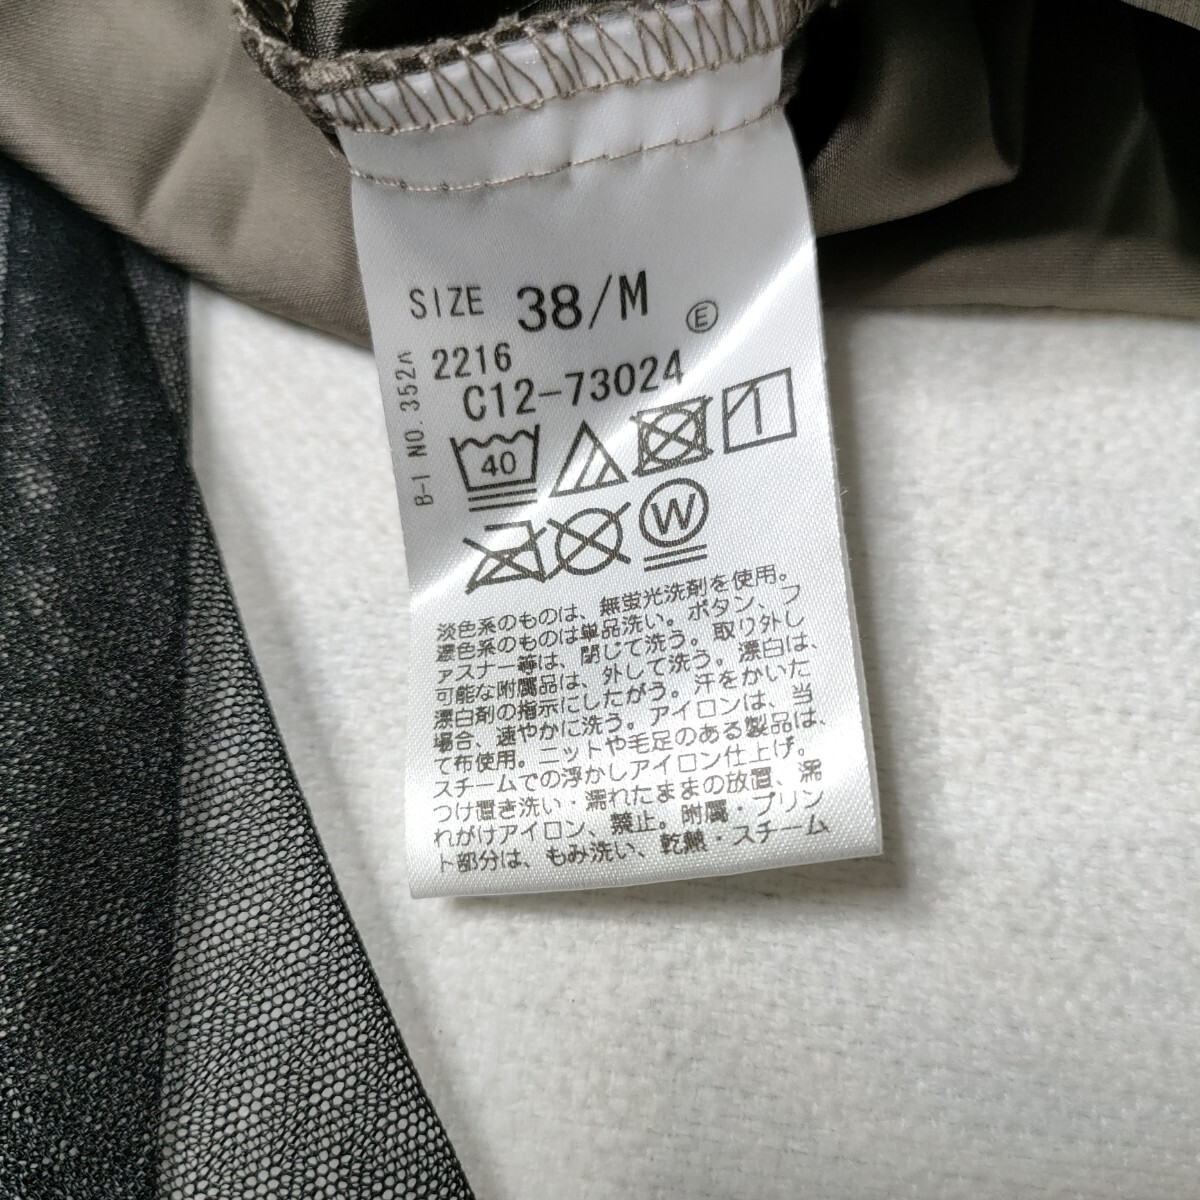 SIZE 38/M
Ⓔ
2216
C12-73024
B-1 NO. 352A
40
W
淡色系のものは、無蛍光洗剤を使用。
濃色系のものは単品洗い。ボタン、フ
ァスナー等は、閉じて洗う。取り外し
可能な附属品は、外して洗う。漂白は、
漂白剤の指示にしたがう。汗をかいた
場合、速やかに洗う。アイロンは、当
て布使用。ニットや毛足のある製品は、
スチームでの浮かしアイロン仕上げ。
つけ置き洗い・濡れたままの放置、濡
れがけアイロン、禁止。附属・プリン
ト部分は、もみ洗い、乾熱・スチーム